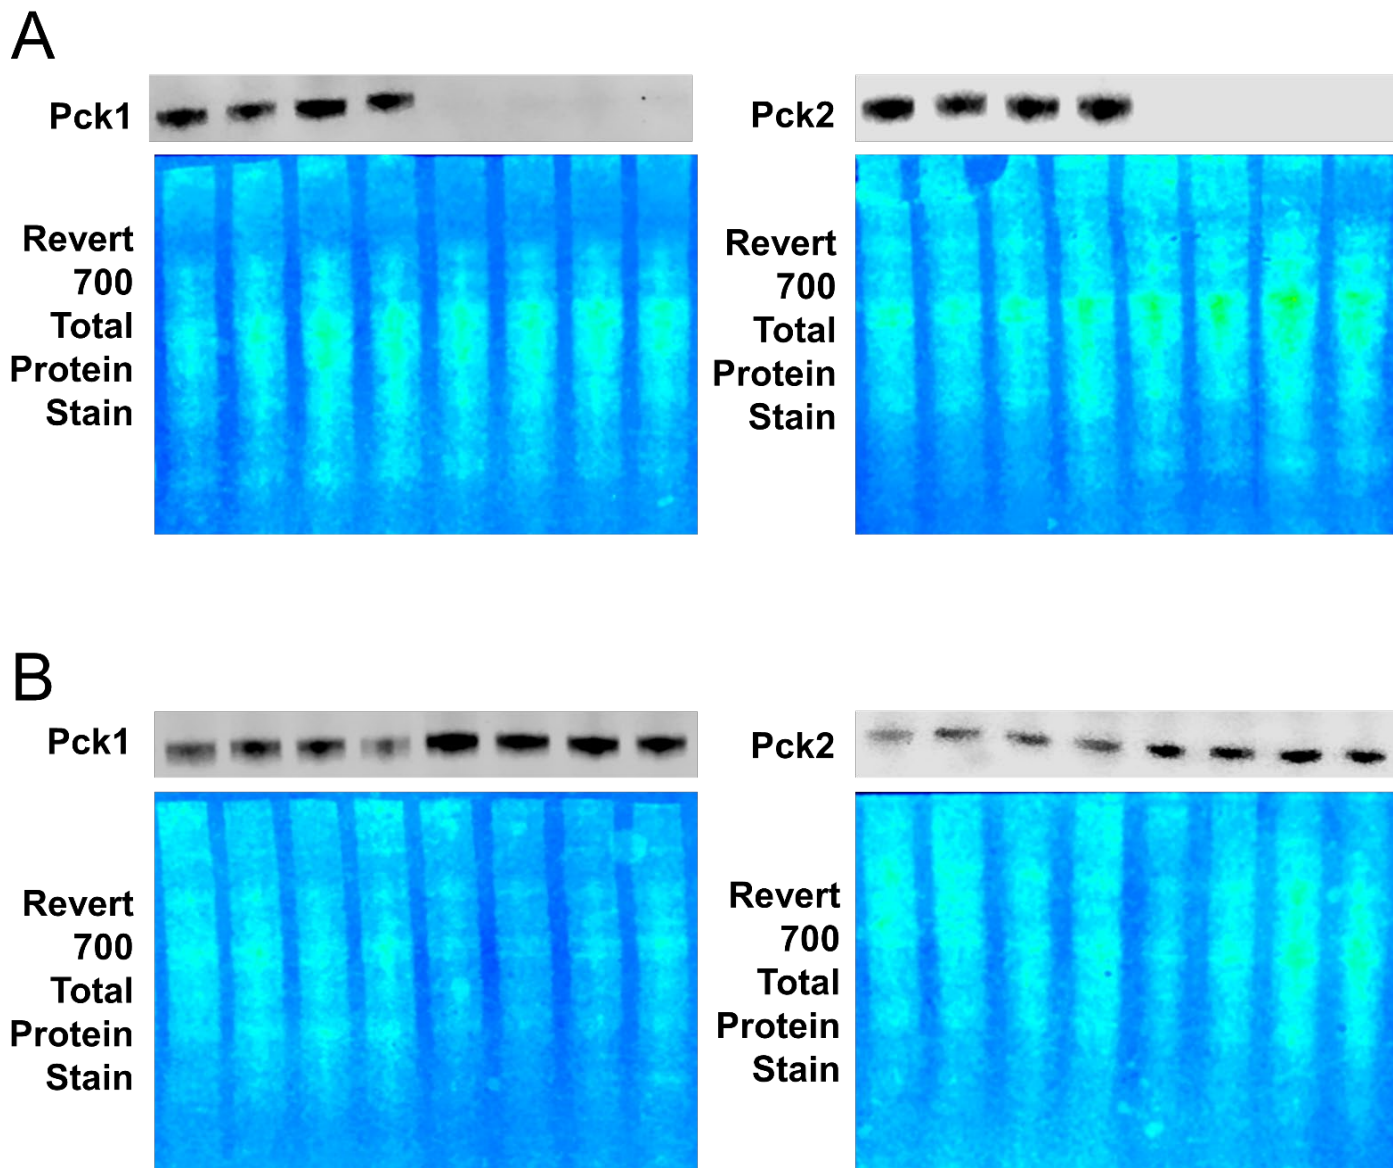 A
Pck1
Revert
700
Total
Protein
Stain
Pck2
Revert
700
Total
Protein
Stain
B
Pck1
Revert
700
Total
Protein
Stain
Pck2
Revert
700
Total
Protein
Stain